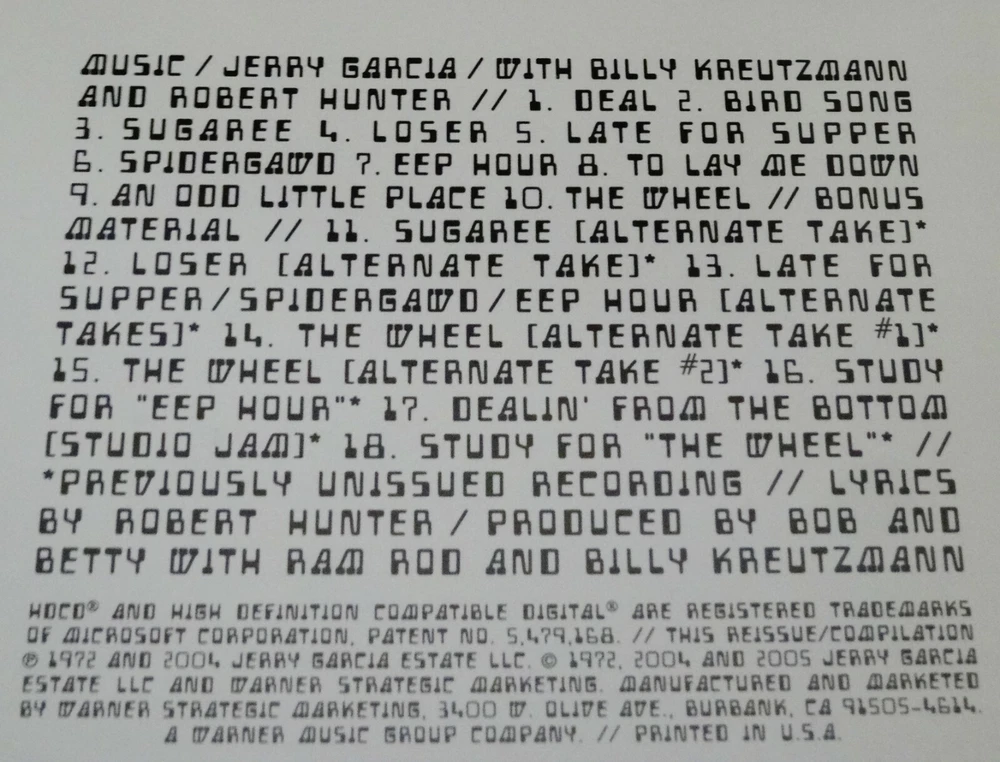 MUSIC / JERRY GARCIA / WITH BILLY KREUTZMANN
AND ROBERT HUNTER // 1. DEAL 2. BIRD SONG
3. SUGAREE 4. LOSER 5. LATE FOR SUPPER
6. SPIDERGAWD 7. EEP HOUR 8. TO LAY ME DOWN
9. AN ODD LITTLE PLACE 10. THE WHEEL // BONUS
MATERIAL // 11. SUGAREE [ALTERNATE TAKE]*
12. LOSER [ALTERNATE TAKE]* 13. LATE FOR
SUPPER/SPIDERGAWD/EEP HOUR [ALTERNATE
TAKES]* 14. THE WHEEL [ALTERNATE TAKE #1]*
15. THE WHEEL [ALTERNATE TAKE #2]* 16. STUDY
FOR "EEP HOUR"* 17. DEALIN' FROM THE BOTTOM
[STUDIO JAM]* 18. STUDY FOR "THE WHEEL"* //
*PREVIOUSLY UNISSUED RECORDING // LYRICS
BY ROBERT HUNTER / PRODUCED BY BOB AND
BETTY WITH RAM ROD AND BILLY KREUTZMANN
HDCD® AND HIGH DEFINITION COMPATIBLE DIGITAL® ARE REGISTERED TRADEMARKS
OF MICROSOFT CORPORATION, PATENT NO. 5,479,168. // THIS REISSUE/COMPILATION
℗ 1972 AND 2004 JERRY GARCIA ESTATE LLC. © 1972, 2004 AND 2005 JERRY GARCIA
ESTATE LLC AND WARNER STRATEGIC MARKETING. MANUFACTURED AND MARKETED
BY WARNER STRATEGIC MARKETING, 3400 W. OLIVE AVE., BURBANK, CA 91505-4614.
A WARNER MUSIC GROUP COMPANY. // PRINTED IN U.S.A.